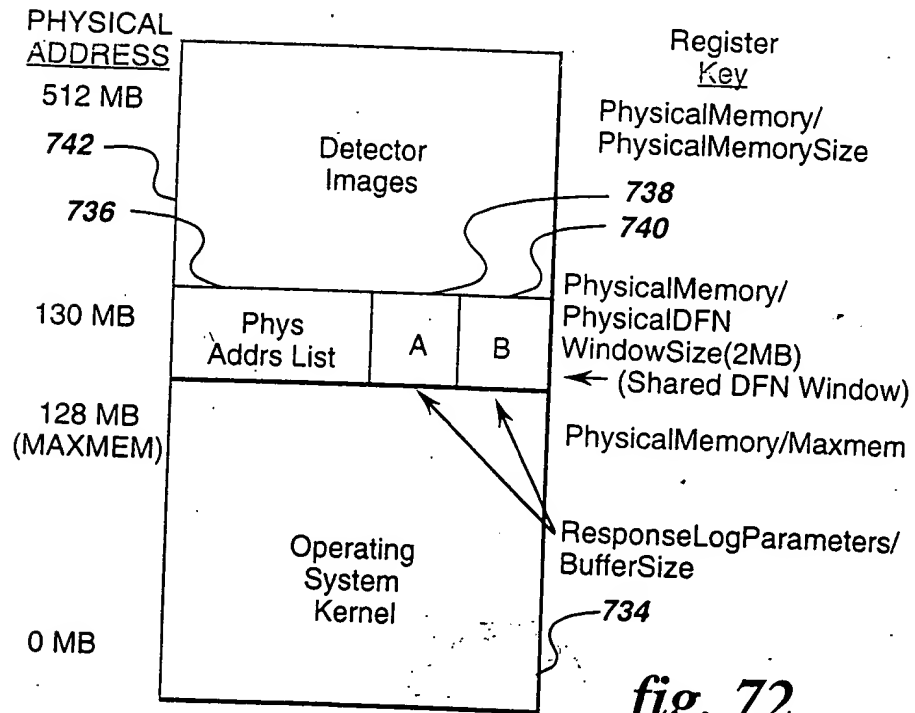 PHYSICAL
ADDRESS
512 MB
742
736
130 MB
128 MB
(MAXMEM)
0 MB
Detector
Images
Phys
Addrs List
A
B
Operating
System
Kernel
Register
Key
PhysicalMemory/
PhysicalMemorySize
738
740
PhysicalMemory/
PhysicalDFN
WindowSize(2MB)
(Shared DFN Window)
PhysicalMemory/Maxmem
ResponseLogParameters/
BufferSize
734
fig. 72